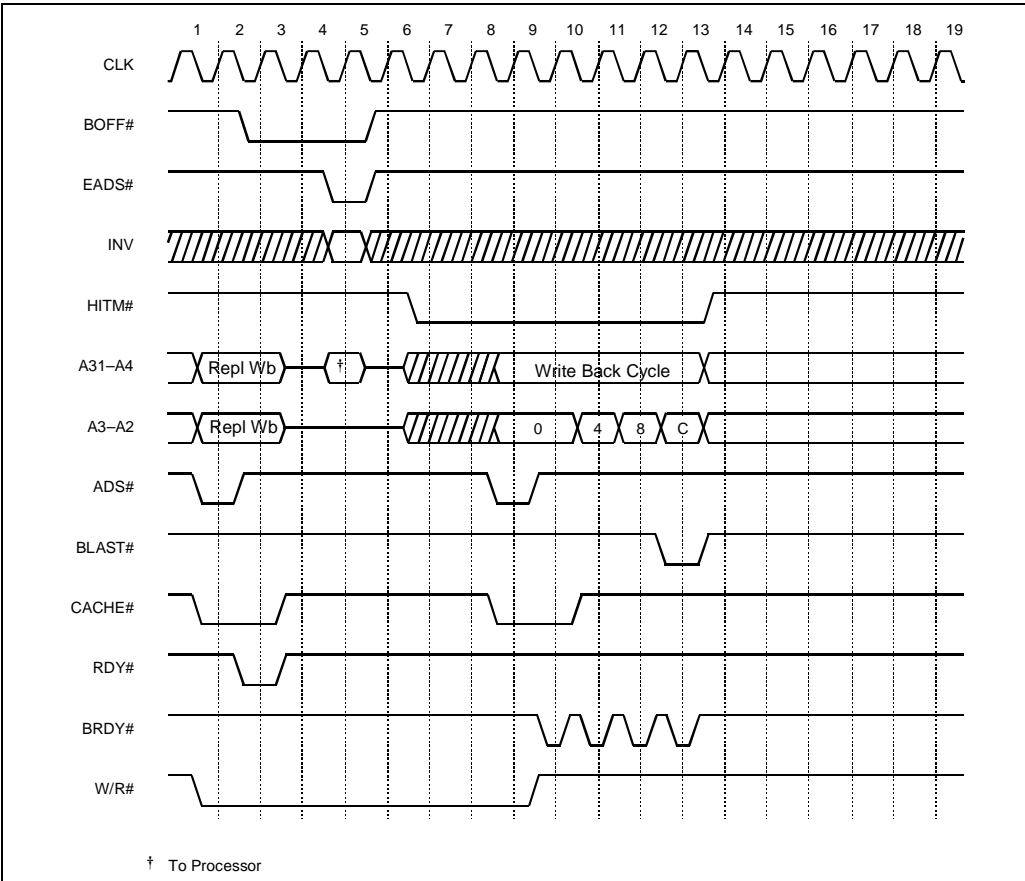 1 2 3 4 5 6 7 8 9 10 11 12 13 14 15 16 17 18 19
CLK
BOFF#
EADS#
INV
HITM#
A31–A4 Repl Wb † Write Back Cycle
A3–A2 Repl Wb 0 4 8 C
ADS#
BLAST#
CACHE#
RDY#
BRDY#
W/R#
† To Processor